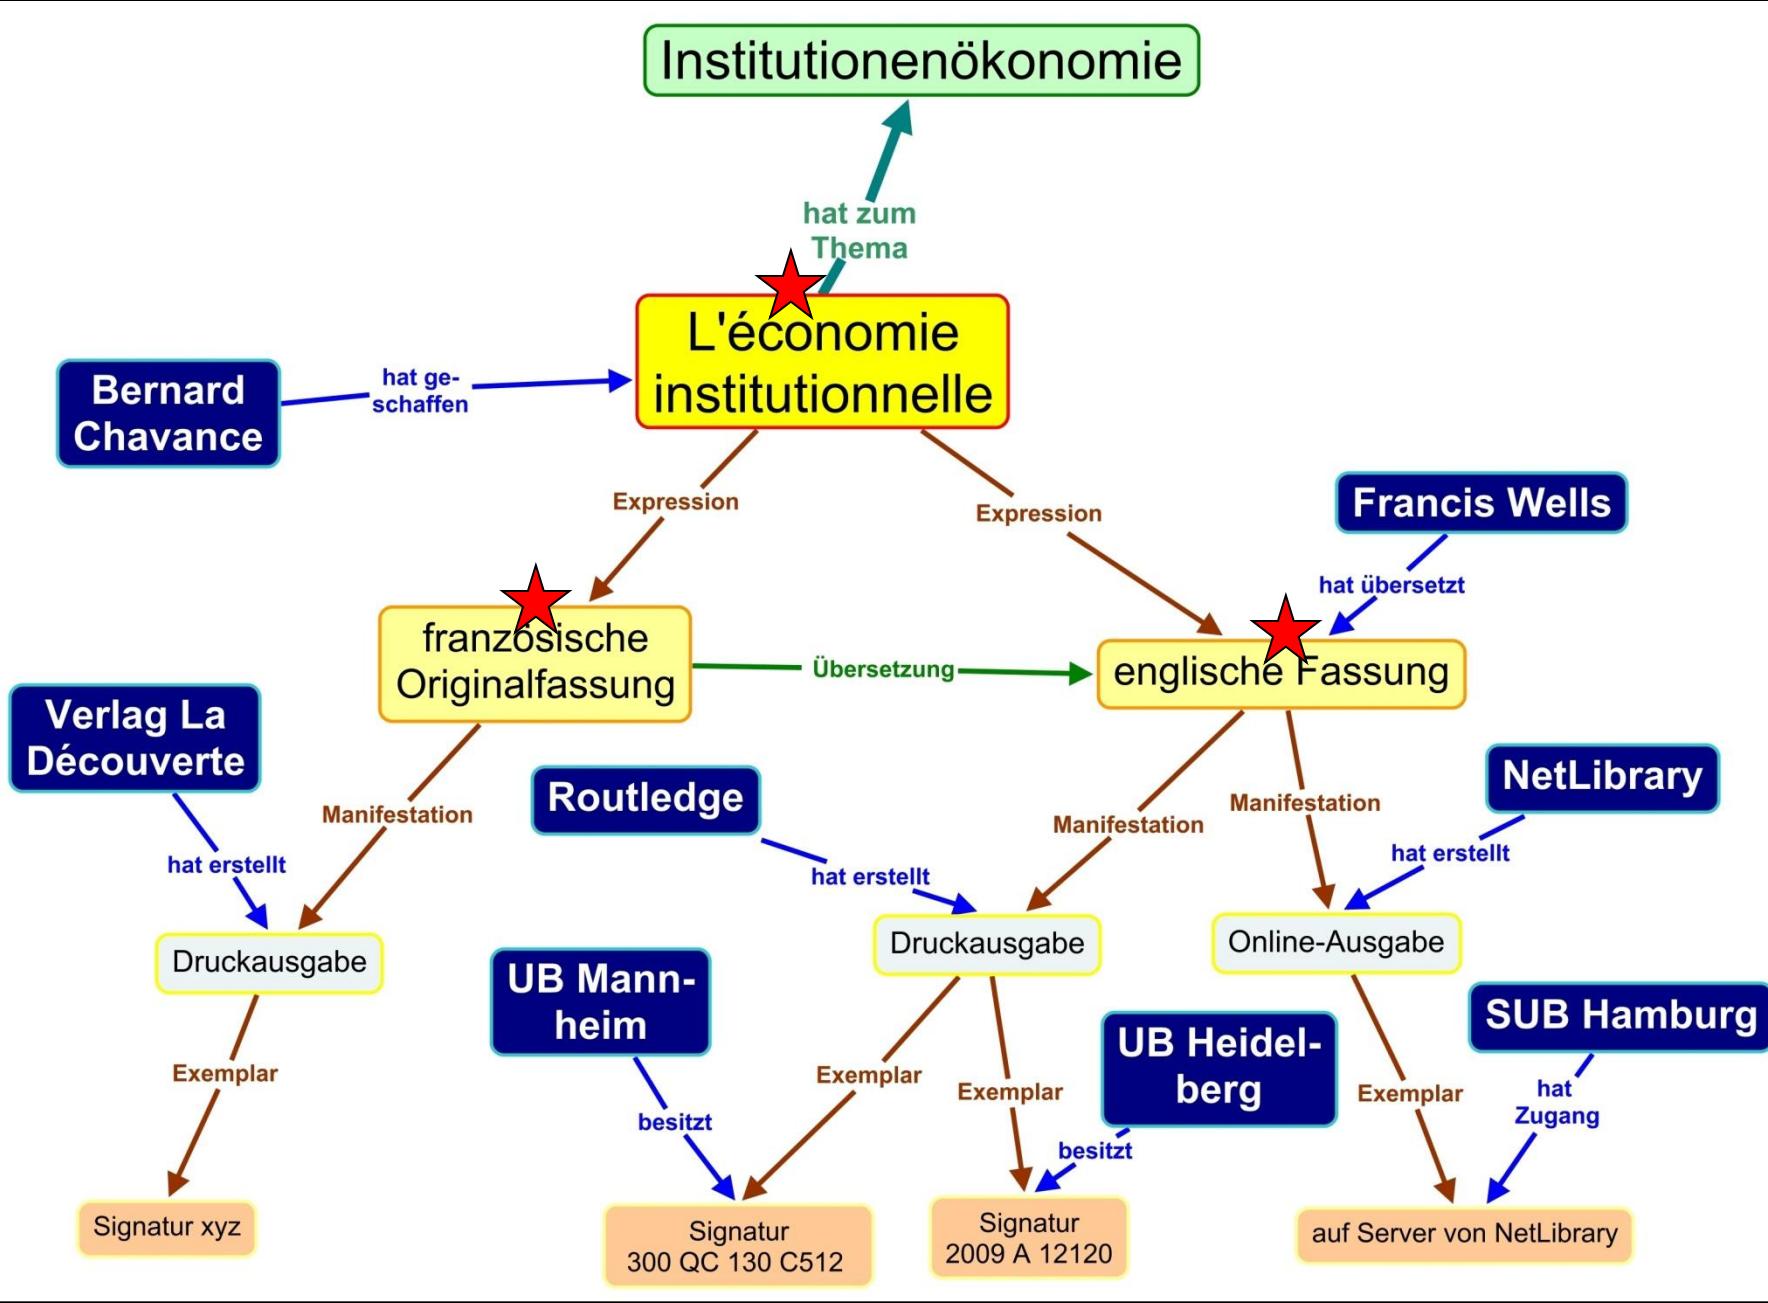 Institutionenökonomie
hat zum
Thema
L'économie
institutionnelle
Bernard
Chavance
hat ge-
schaffen
Expression
Expression
Francis Wells
hat übersetzt
französische
Originalfassung
Übersetzung
englische Fassung
Verlag La
Découverte
Routledge
NetLibrary
Manifestation
Manifestation
Manifestation
hat erstellt
hat erstellt
hat erstellt
Druckausgabe
Druckausgabe
Online-Ausgabe
UB Mann-
heim
UB Heidel-
berg
SUB Hamburg
Exemplar
Exemplar
Exemplar
Exemplar
hat
Zugang
besitzt
besitzt
Signatur xyz
Signatur
300 QC 130 C512
Signatur
2009 A 12120
auf Server von NetLibrary